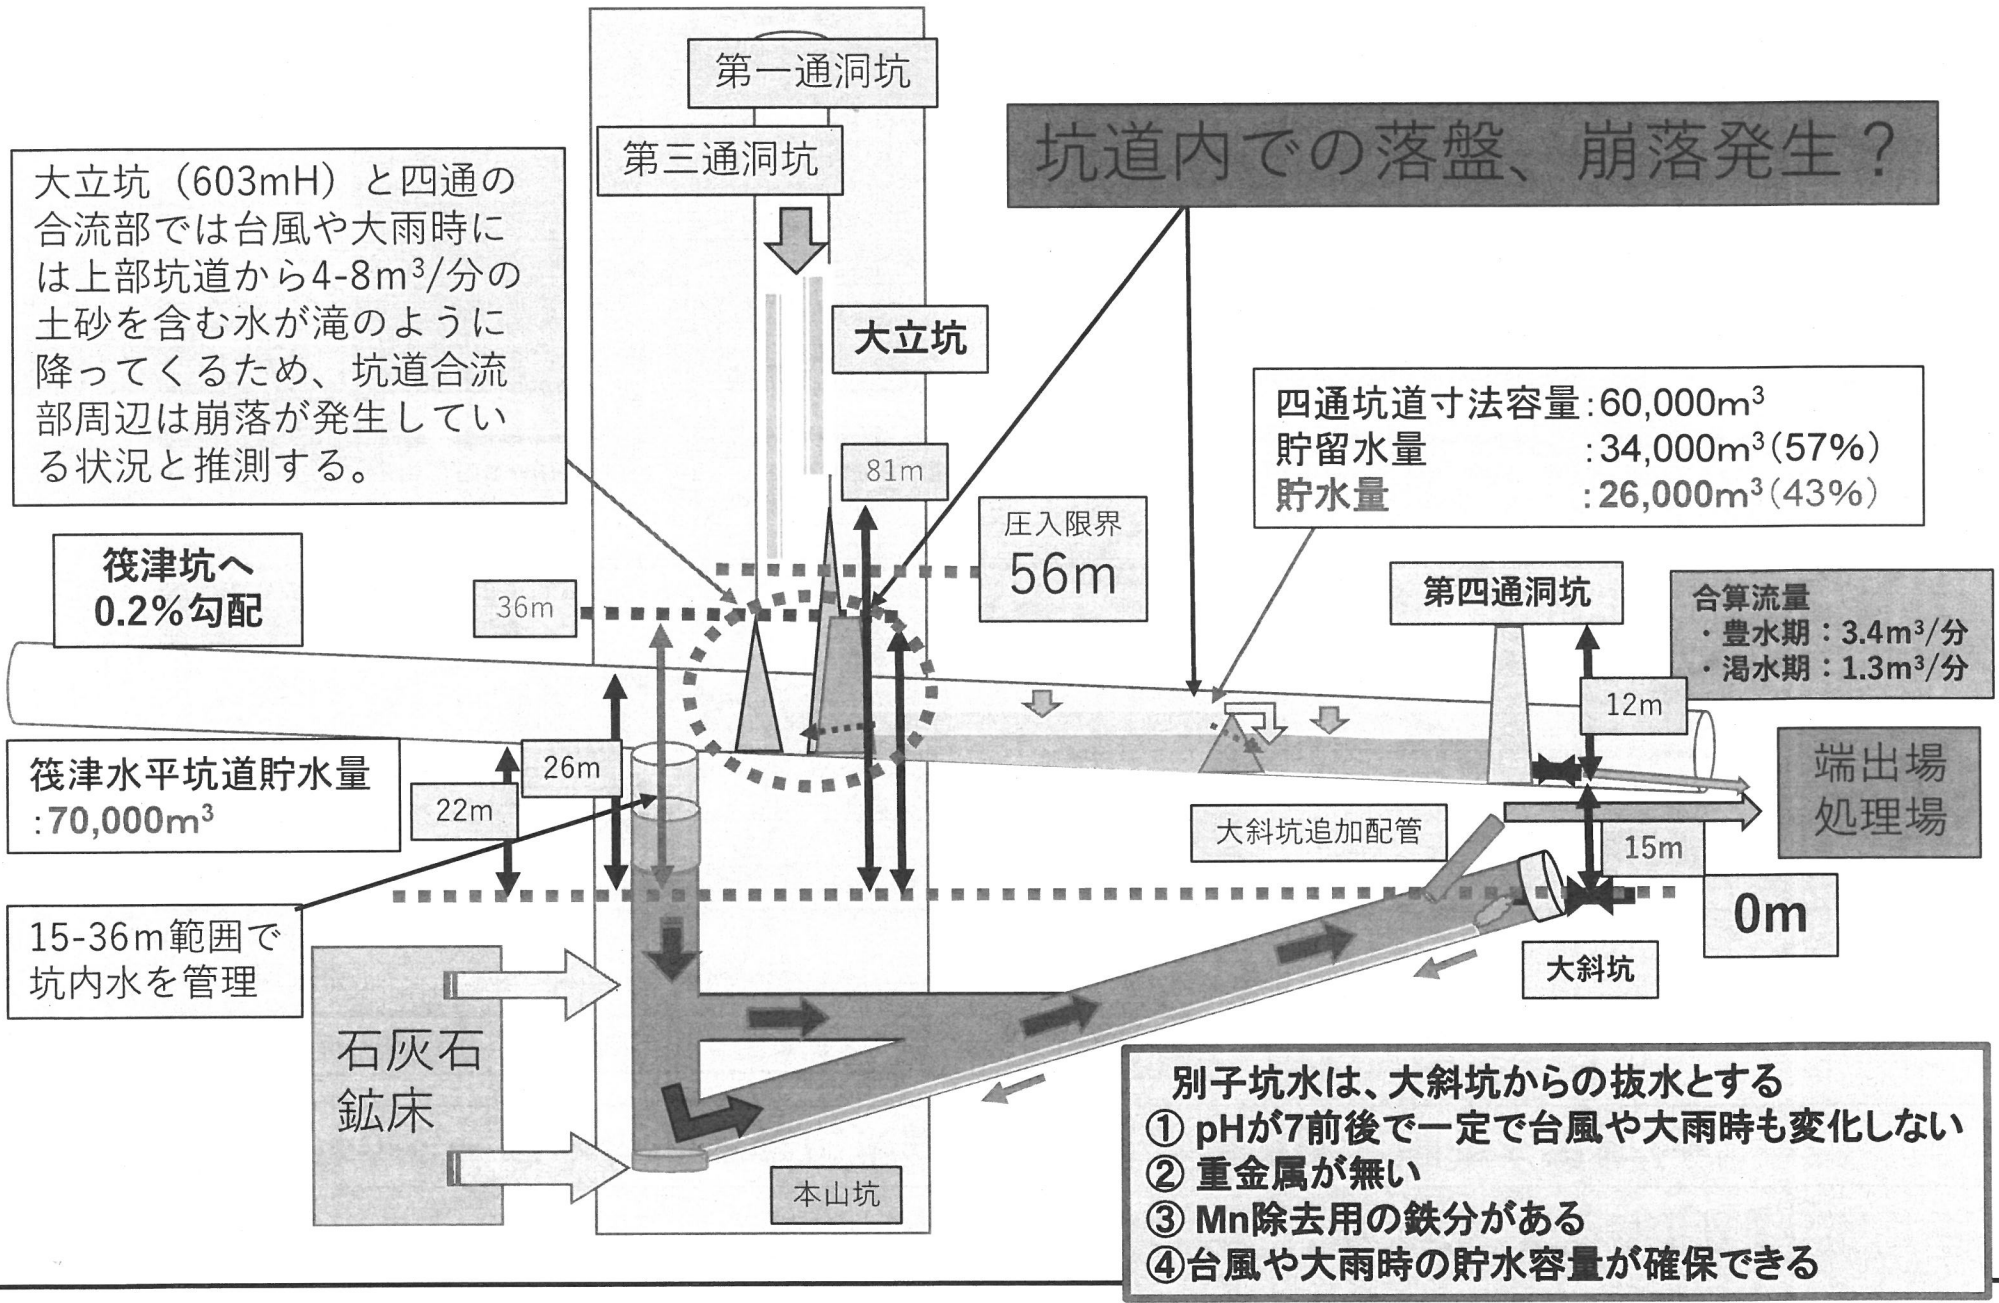 第一通洞坑
第三通洞坑
坑道内での落盤、崩落発生？
大立坑（603mH）と四通の
合流部では台風や大雨時に
は上部坑道から4-8m³/分の
土砂を含む水が滝のように
降ってくるため、坑道合流
部周辺は崩落が発生してい
る状況と推測する。
大立坑
四通坑道寸法容量:60,000m³
貯留水量 :34,000m³(57%)
貯水量 :26,000m³(43%)
81m
圧入限界
56m
筏津坑へ
0.2%勾配
36m
第四通洞坑
合算流量
・豊水期：3.4m³/分
・渇水期：1.3m³/分
12m
筏津水平坑道貯水量
:70,000m³
26m
22m
端出場
処理場
大斜坑追加配管
15m
0m
15-36m範囲で
坑内水を管理
大斜坑
石灰石
鉱床
本山坑
別子坑水は、大斜坑からの抜水とする
① pHが7前後で一定で台風や大雨時も変化しない
② 重金属が無い
③ Mn除去用の鉄分がある
④台風や大雨時の貯水容量が確保できる